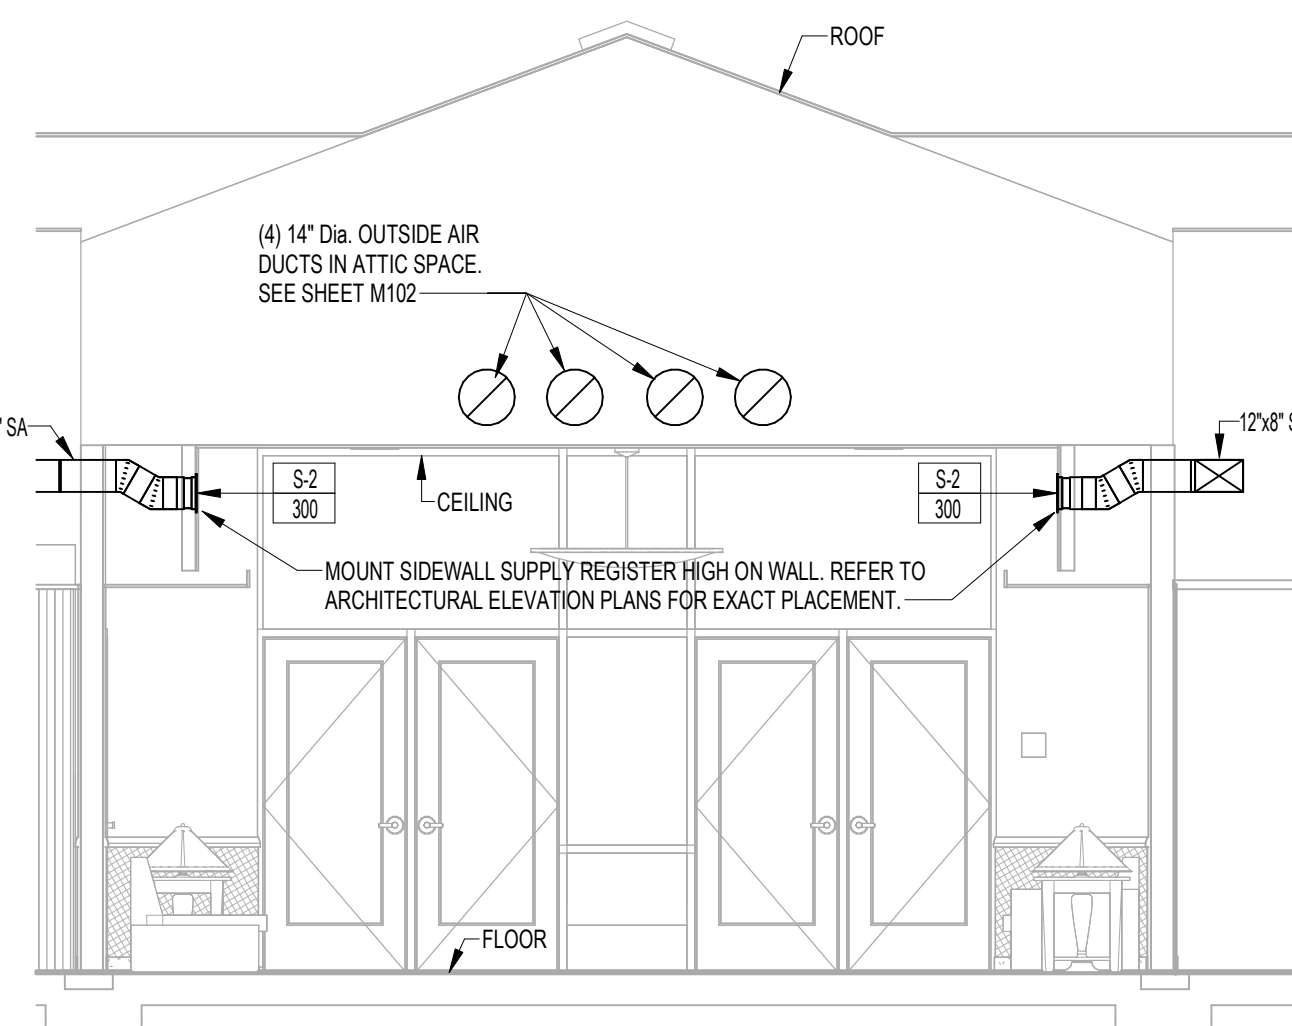 ROOF
(4) 14" Dia. OUTSIDE AIR
DUCTS IN ATTIC SPACE.
SEE SHEET M102
" SA
12"x8" S
S-2
300
CEILING
S-2
300
MOUNT SIDEWALL SUPPLY REGISTER HIGH ON WALL. REFER TO
ARCHITECTURAL ELEVATION PLANS FOR EXACT PLACEMENT.
FLOOR